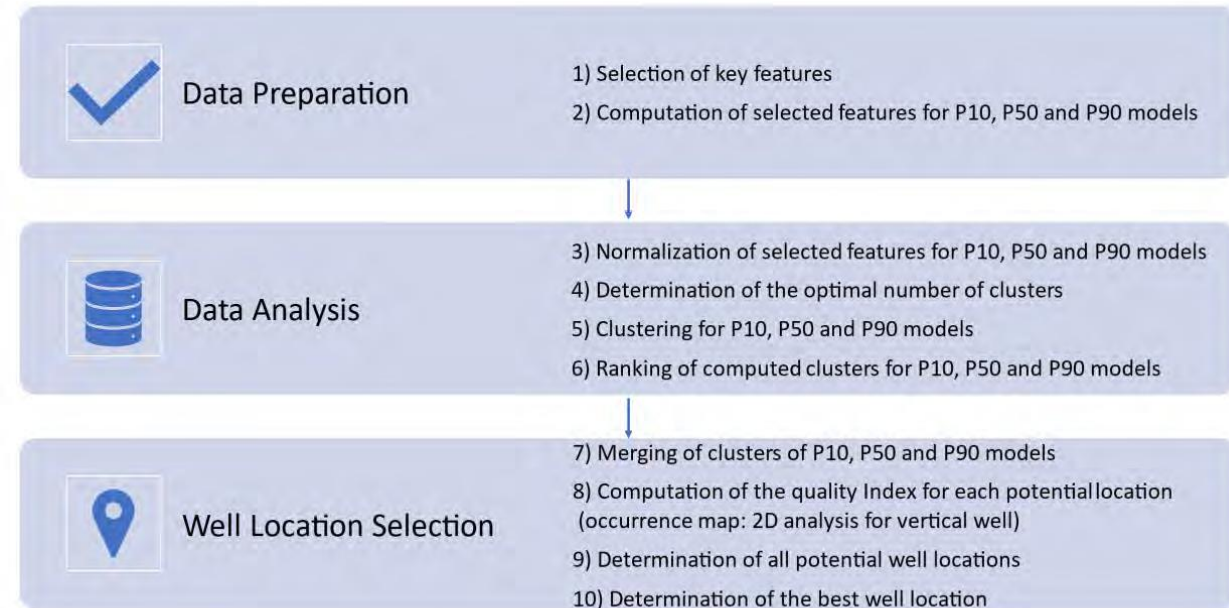 Data Preparation
1) Selection of key features
2) Computation of selected features for P10, P50 and P90 models
Data Analysis
3) Normalization of selected features for P10, P50 and P90 models
4) Determination of the optimal number of clusters
5) Clustering for P10, P50 and P90 models
6) Ranking of computed clusters for P10, P50 and P90 models
Well Location Selection
7) Merging of clusters of P10, P50 and P90 models
8) Computation of the quality Index for each potential location
(occurrence map: 2D analysis for vertical well)
9) Determination of all potential well locations
10) Determination of the best well location